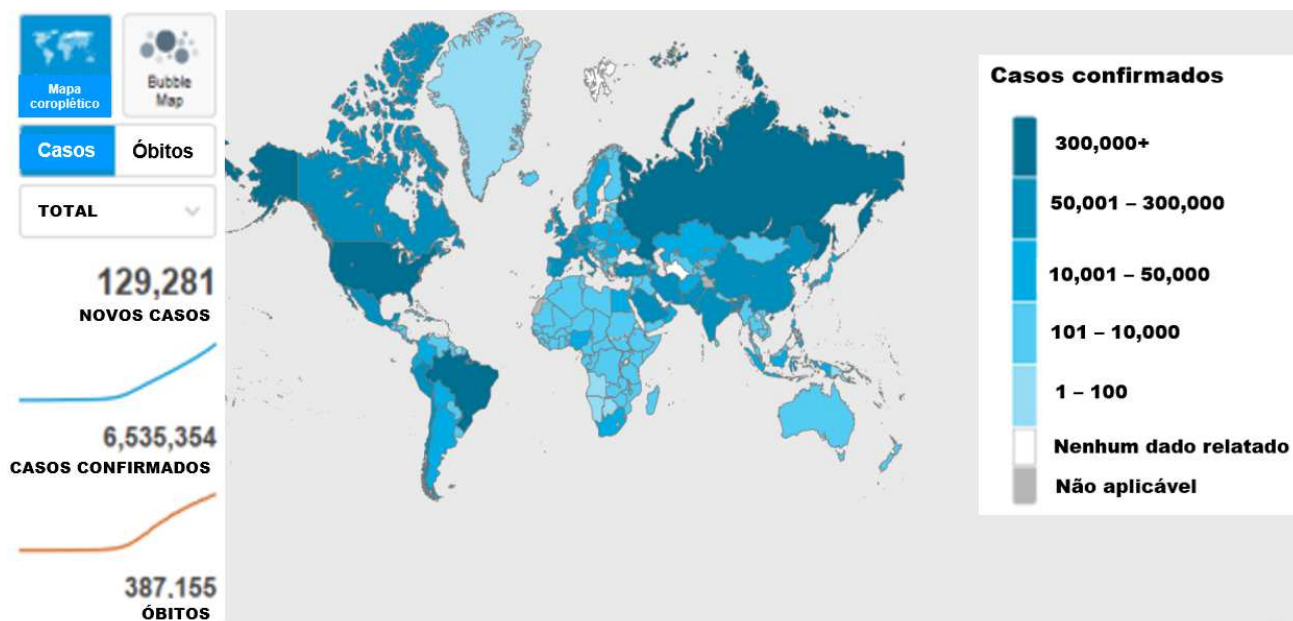 Mapa
coroplético
Bubble
Map
Casos
Óbitos
TOTAL
129,281
NOVOS CASOS
6,535,354
CASOS CONFIRMADOS
387,155
ÓBITOS
Casos confirmados
300,000+
50,001 – 300,000
10,001 – 50,000
101 – 10,000
1 – 100
Nenhum dado relatado
Não aplicável